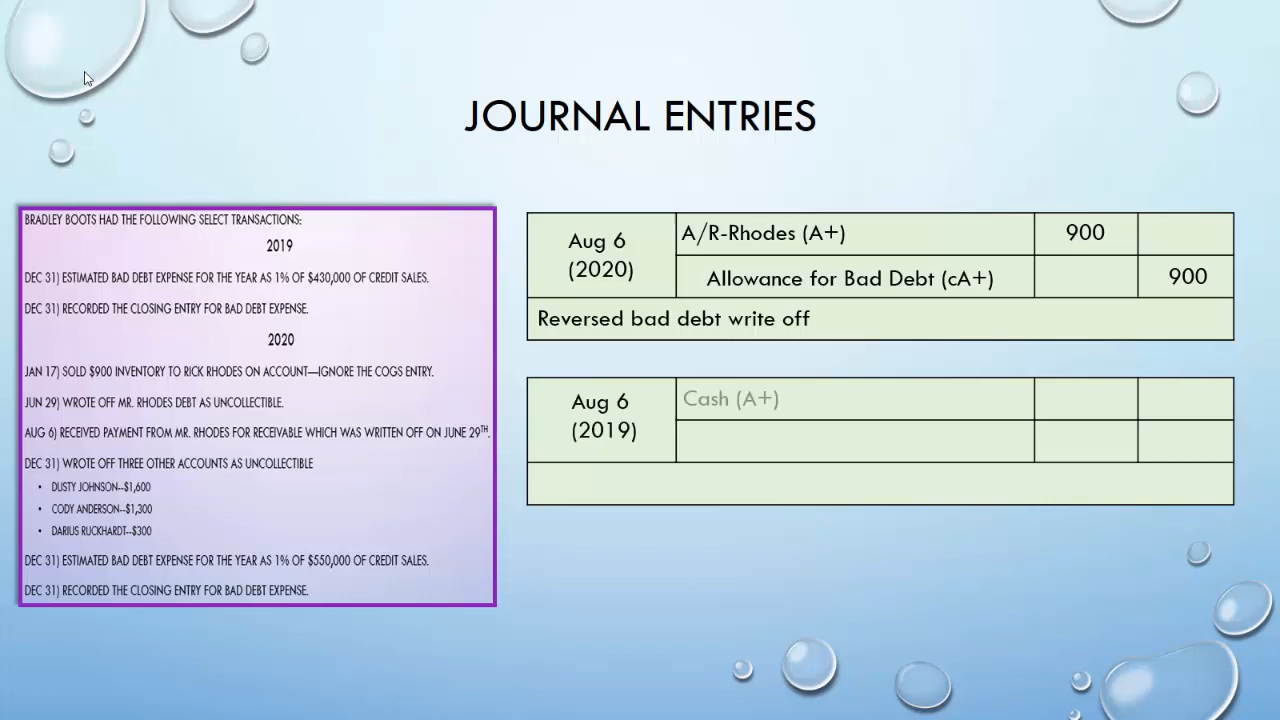 JOURNAL ENTRIES
BRADLEY BOOTS HAD THE FOLLOWING SELECT TRANSACTIONS:
2019
DEC 31) ESTIMATED BAD DEBT EXPENSE FOR THE YEAR AS 1% OF $430,000 OF CREDIT SALES.
DEC 31) RECORDED THE CLOSING ENTRY FOR BAD DEBT EXPENSE.
2020
JAN 17) SOLD $900 INVENTORY TO RICK RHODES ON ACCOUNT—IGNORE THE COGS ENTRY.
JUN 29) WROTE OFF MR. RHODES DEBT AS UNCOLLECTIBLE.
AUG 6) RECEIVED PAYMENT FROM MR. RHODES FOR RECEIVABLE WHICH WAS WRITTEN OFF ON JUNE 29TH.
DEC 31) WROTE OFF THREE OTHER ACCOUNTS AS UNCOLLECTIBLE
• DUSTY JOHNSON--$1,600
• CODY ANDERSON--$1,300
• DARIUS RUCKHARDT--$300
DEC 31) ESTIMATED BAD DEBT EXPENSE FOR THE YEAR AS 1% OF $550,000 OF CREDIT SALES.
DEC 31) RECORDED THE CLOSING ENTRY FOR BAD DEBT EXPENSE.
Aug 6
(2020)
A/R-Rhodes (A+) 900
Allowance for Bad Debt (cA+) 900
Reversed bad debt write off
Aug 6
(2019)
Cash (A+)